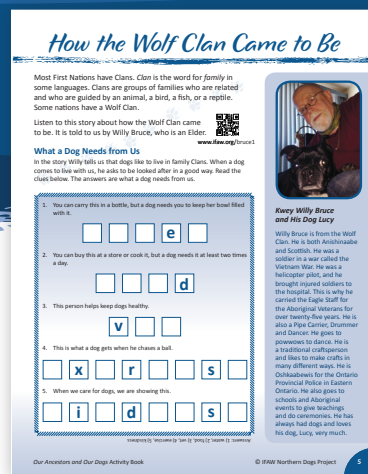 How the Wolf Clan Came to Be
Most First Nations have Clans. Clan is the word for family in
some languages. Clans are groups of families who are related
and who are guided by an animal, a bird, a fish, or a reptile.
Some nations have a Wolf Clan.
Listen to this story about how the Wolf Clan came
to be. It is told to us by Willy Bruce, who is an Elder.
www.ifaw.org/bruce1
What a Dog Needs from Us
In the story Willy tells us that dogs like to live in family Clans. When a dog
comes to live with us, he asks to be looked after in a good way. Read the
clues below. The answers are what a dog needs from us.
1. You can carry this in a bottle, but a dog needs you to keep her bowl filled
with it.
e
2. You can buy this at a store or cook it, but a dog needs it at least two times
a day.
d
3. This person helps keep dogs healthy.
v
4. This is what a dog gets when he chases a ball.
x r s
5. When we care for dogs, we are showing this.
i d s
Answers: 1) water, 2) food, 3) vet, 4) exercise, 5) kindness
Kwey Willy Bruce
and His Dog Lucy
Willy Bruce is from the Wolf
Clan. He is both Anishinaabe
and Scottish. He was a
soldier in a war called the
Vietnam War. He was a
helicopter pilot, and he
brought injured soldiers to
the hospital. This is why he
carried the Eagle Staff for
the Aboriginal Veterans for
over twenty-five years. He is
also a Pipe Carrier, Drummer
and Dancer. He goes to
powwows to dance. He is
a traditional craftsperson
and likes to make crafts in
many different ways. He is
Oshkaabewis for the Ontario
Provincial Police in Eastern
Ontario. He also goes to
schools and Aboriginal
events to give teachings
and do ceremonies. He has
always had dogs and loves
his dog, Lucy, very much.
Our Ancestors and Our Dogs Activity Book
© IFAW Northern Dogs Project
5